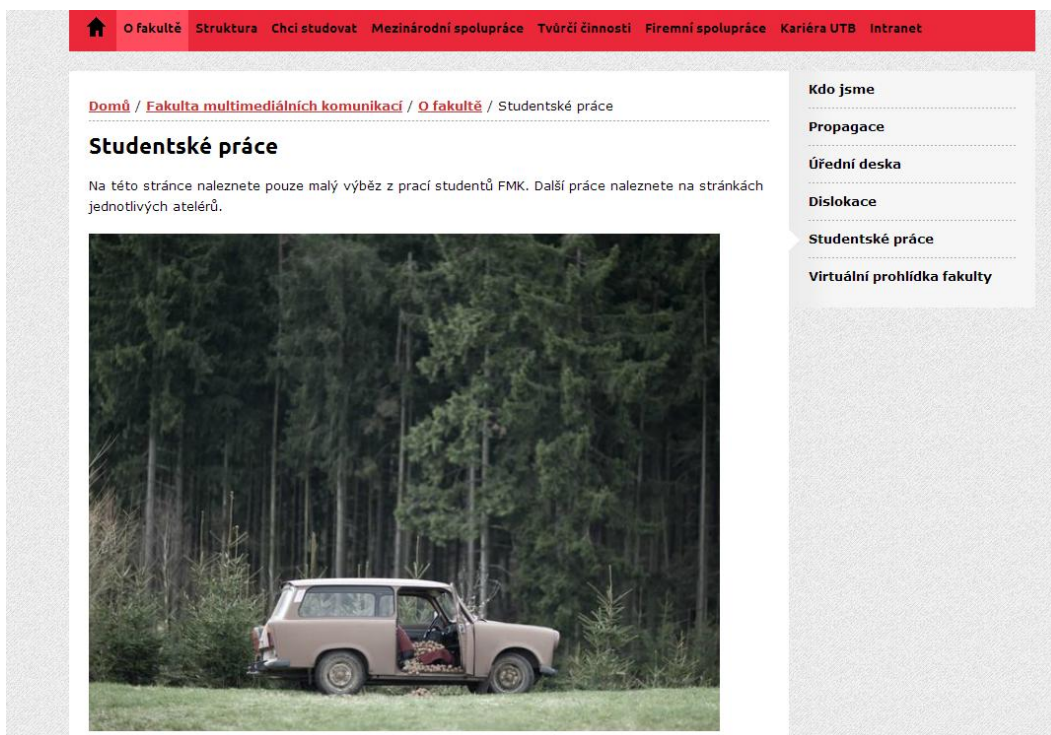 O fakultě Struktura Chci studovat Mezinárodní spolupráce Tvůrčí činnosti Firemní spolupráce Kariéra UTB Intranet
Domů / Fakulta multimediálních komunikací / O fakultě / Studentské práce
Studentské práce
Na této stránce naleznete pouze malý výběz z prací studentů FMK. Další práce naleznete na stránkách
jednotlivých atelérů.
Kdo jsme
Propagace
Úřední deska
Dislokace
Studentské práce
Virtuální prohlídka fakulty